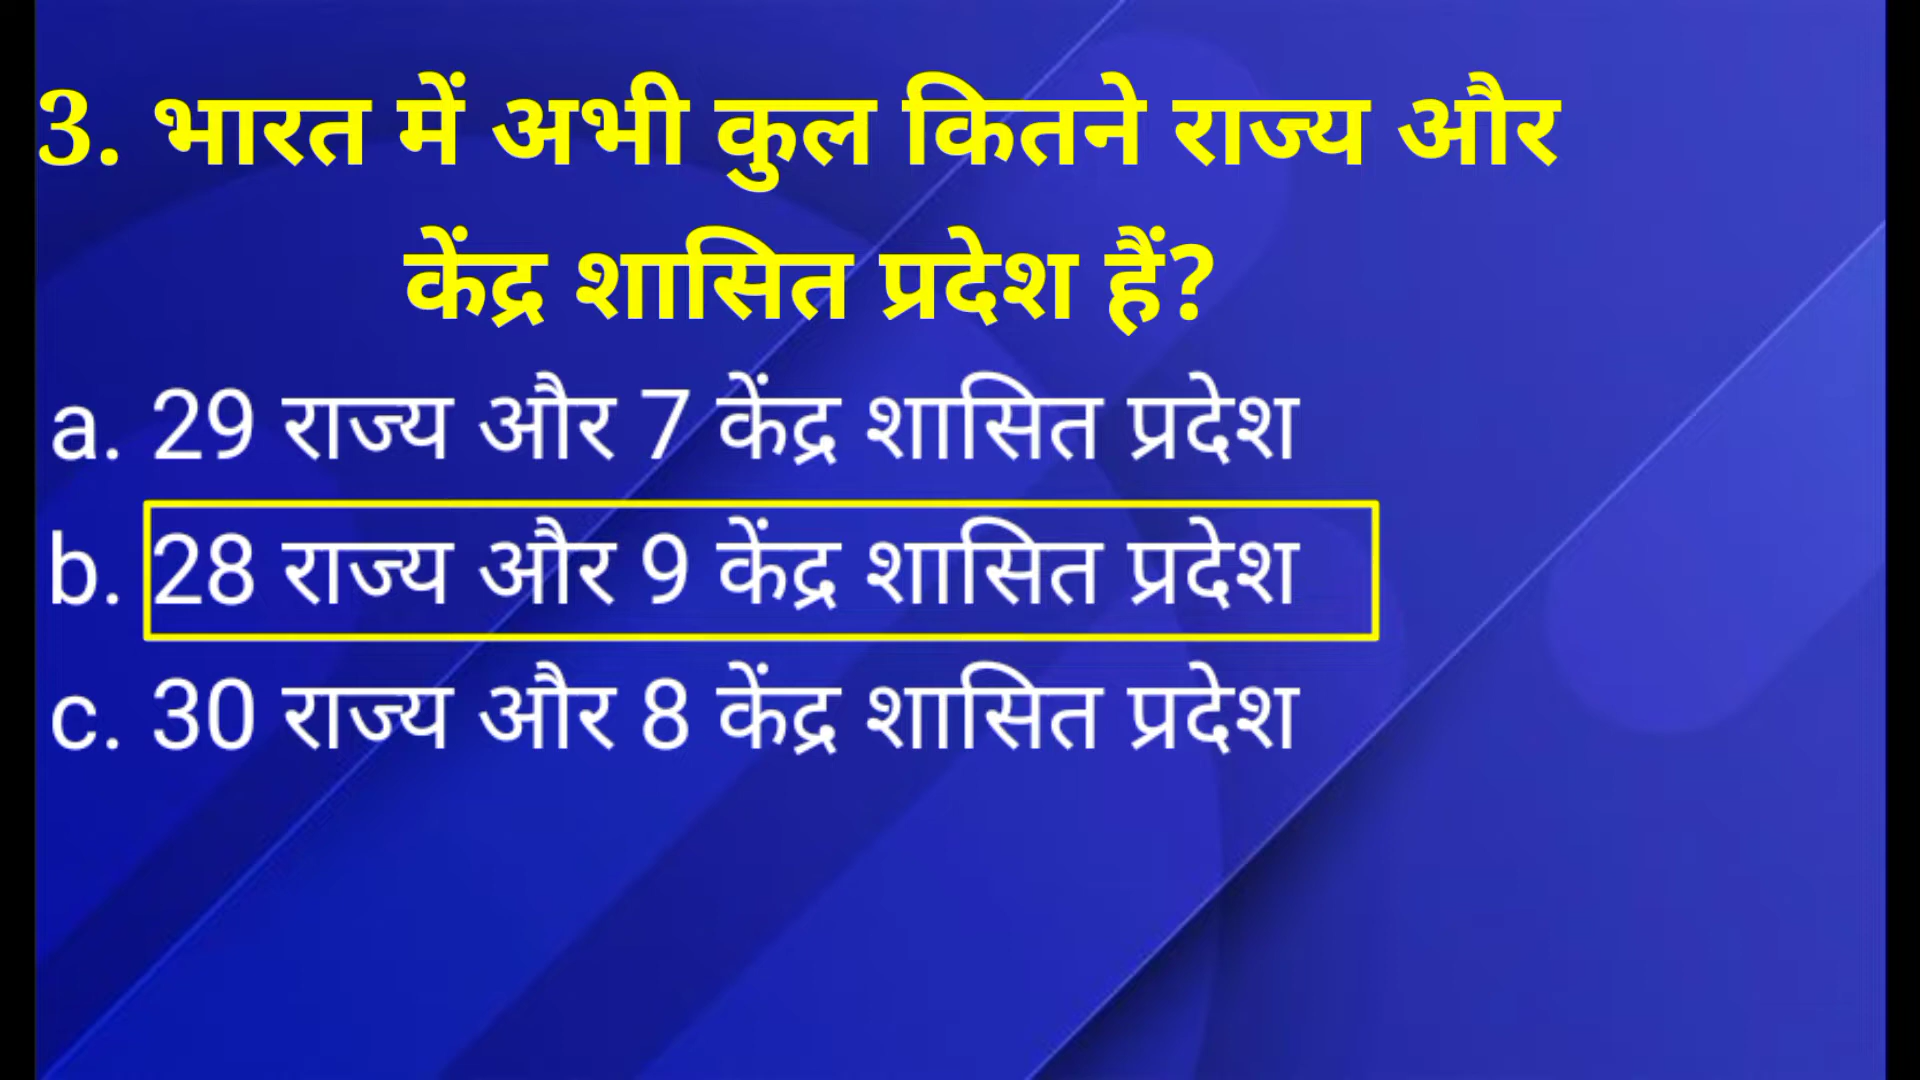 3. भारत में अभी कुल कितने राज्य और
केंद्र शासित प्रदेश हैं?
a. 29 राज्य और 7 केंद्र शासित प्रदेश
b. 28 राज्य और 9 केंद्र शासित प्रदेश
c. 30 राज्य और 8 केंद्र शासित प्रदेश